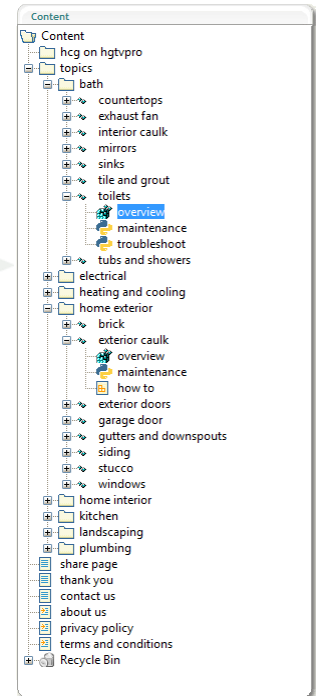 Content
Content
hcg on hgtvpro
topics
bath
countertops
exhaust fan
interior caulk
mirrors
sinks
tile and grout
toilets
overview
maintenance
troubleshoot
tubs and showers
electrical
heating and cooling
home exterior
brick
exterior caulk
overview
maintenance
how to
exterior doors
garage door
gutters and downspouts
siding
stucco
windows
home interior
kitchen
landscaping
plumbing
share page
thank you
contact us
about us
privacy policy
terms and conditions
Recycle Bin